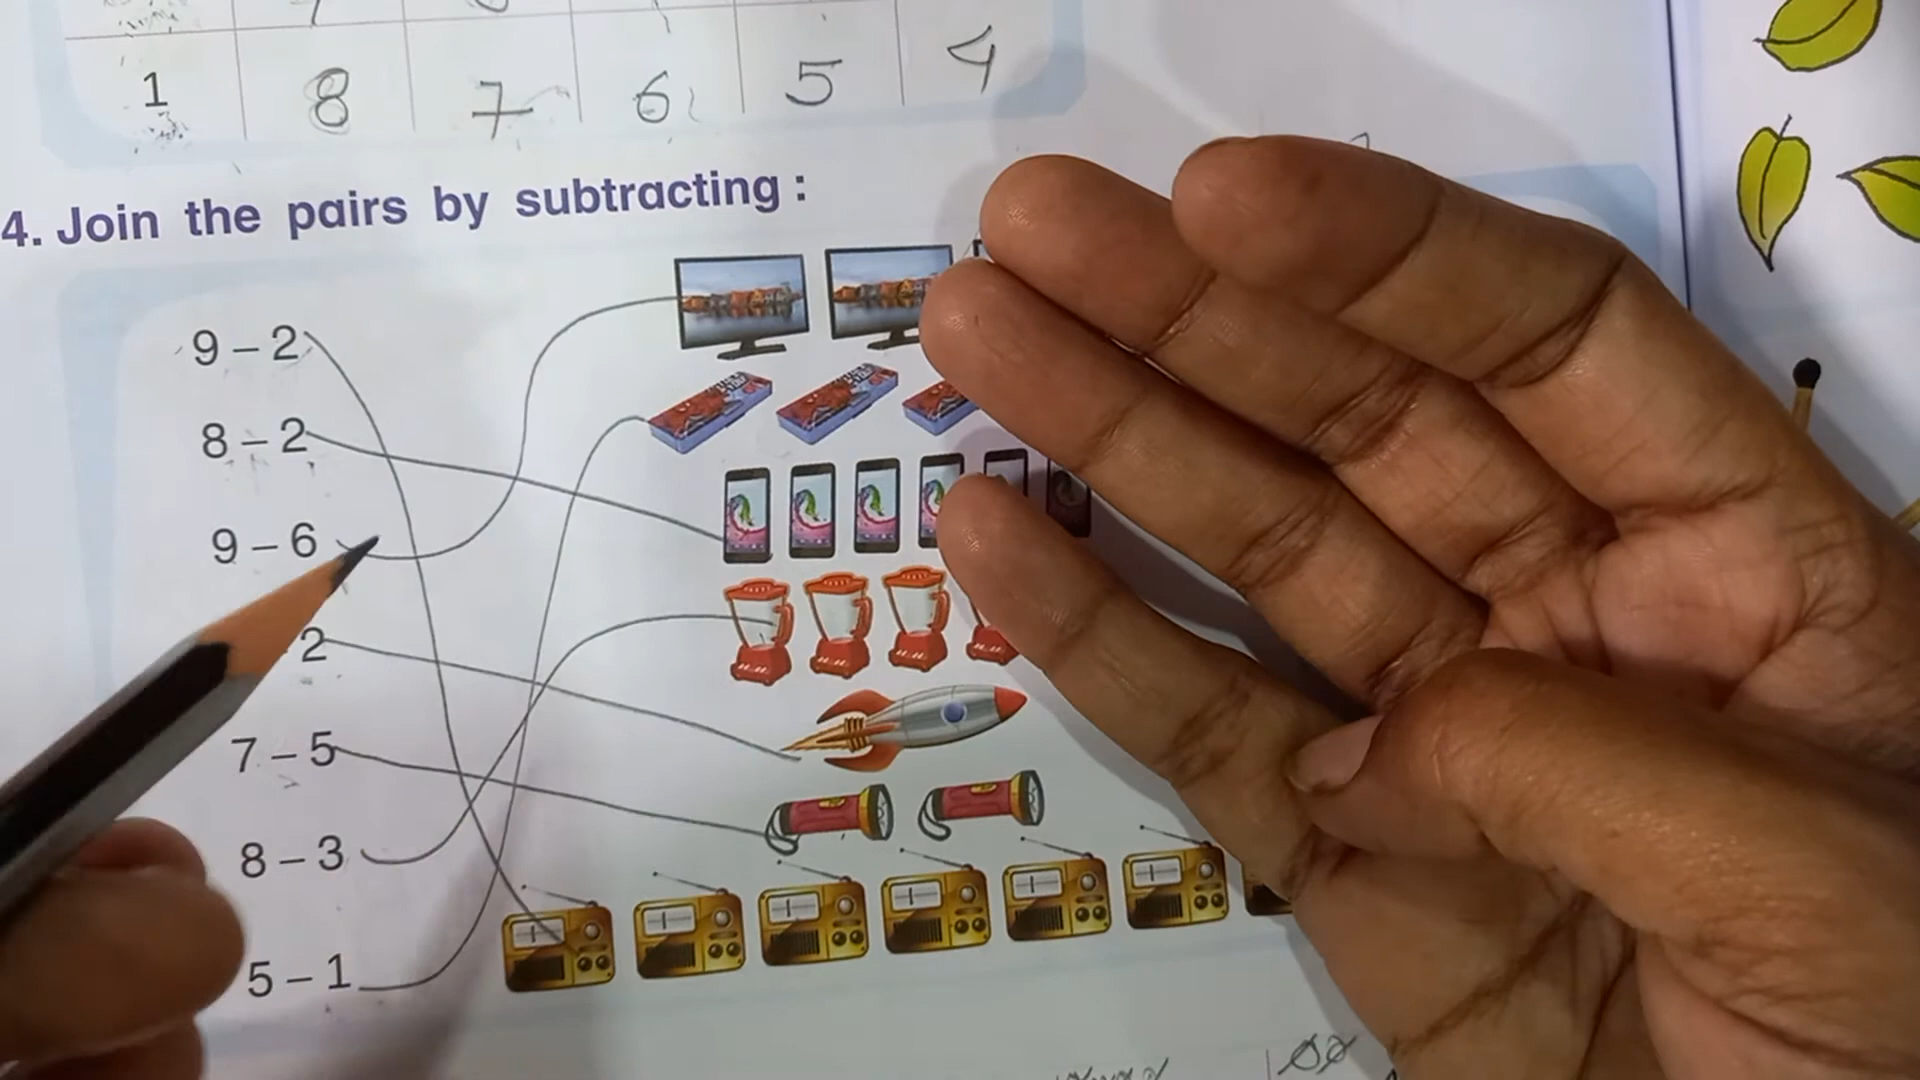 1 8 7 6 5 4
4. Join the pairs by subtracting :
9 – 2
8 – 2
9 – 6
2
7 – 5
8 – 3
5 – 1